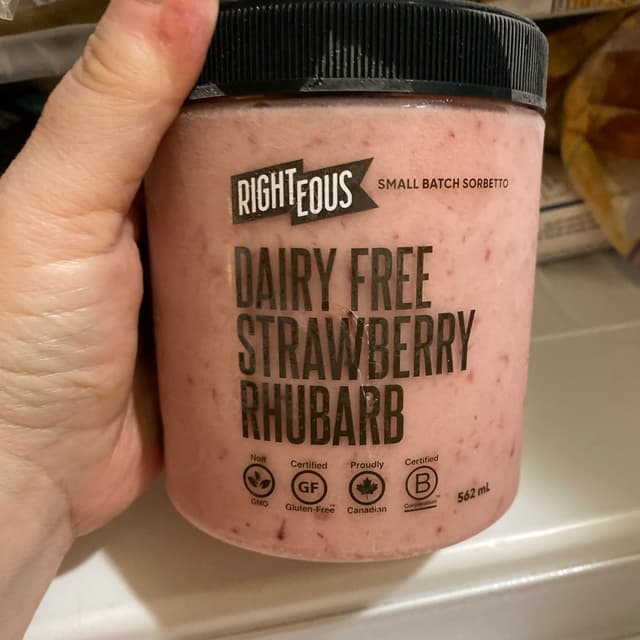 RIGHTEOUS
SMALL BATCH SORBETTO
DAIRY FREE
STRAWBERRY
RHUBARB
Non
GMO
Certified
GF
Gluten-Free
Proudly
Canadian
Certified
B
Corporation™
562 mL